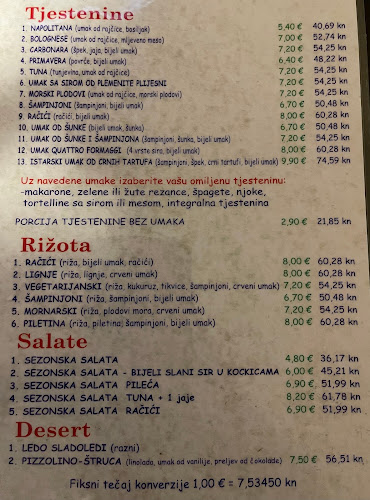 Tjestenine
1. NAPOLITANA (umak od rajčice, bosiljak) 5,40 € 40,69 kn
2. BOLOGNESE (umak od rajčice, mljeveno meso) 7,00 € 52,74 kn
3. CARBONARA (špek, jaja, bijeli umak) 7,20 € 54,25 kn
4. PRIMAVERA (povrće, bijeli umak) 6,40 € 48,22 kn
5. TUNA (tunjevina, umak od rajčice) 7,20 € 54,25 kn
6. UMAK SA SIROM OD PLEMENITE PLIJESNI 7,20 € 54,25 kn
7. MORSKI PLODOVI (umak od rajčice, morski plodovi) 7,20 € 54,25 kn
8. ŠAMPINJONI (šampinjoni, bijeli umak) 6,70 € 50,48 kn
9. RAČIĆI (račići, bijeli umak) 8,00 € 60,28 kn
10. UMAK OD ŠUNKE (bijeli umak, šunka) 6,70 € 50,48 kn
11. UMAK OD ŠUNKE I ŠAMPINJONA (šampinjoni, šunka, bijeli umak) 7,20 € 54,25 kn
12. UMAK QUATTRO FORMAGGI (4 vrste sira, bijeli umak) 8,00 € 60,28 kn
13. ISTARSKI UMAK OD CRNIH TARTUFA (šampinjoni, špek, crni tartufi, bijeli umak) 9,90 € 74,59 kn
Uz navedene umake izaberite vašu omiljenu tjesteninu:
-makarone, zelene ili žute rezance, špagete, njoke,
tortelline sa sirom ili mesom, integralna tjestenina
PORCIJA TJESTENINE BEZ UMAKA 2,90 € 21,85 kn
Rižota
1. RAČIĆI (riža, bijeli umak, račići) 8,00 € 60,28 kn
2. LIGNJE (riža, lignje, crveni umak) 8,00 € 60,28 kn
3. VEGETARIJANSKI (riža, kukuruz, tikvice, šampinjoni, crveni umak) 7,20 € 54,25 kn
4. ŠAMPINJONI (riža, šampinjoni, bijeli umak) 6,70 € 50,48 kn
5. MORNARSKI (riža, plodovi mora, crveni umak) 7,20 € 54,25 kn
6. PILETINA (riža, piletina, šampinjoni, bijeli umak) 8,00 € 60,28 kn
Salate
1. SEZONSKA SALATA 4,80 € 36,17 kn
2. SEZONSKA SALATA - BIJELI SLANI SIR U KOCKICAMA 6,00 € 45,21 kn
3. SEZONSKA SALATA PILEĆA 6,90 € 51,99 kn
4. SEZONSKA SALATA TUNA + 1 jaje 8,20 € 61,78 kn
5. SEZONSKA SALATA RAČIĆI 6,90 € 51,99 kn
Desert
1. LEDO SLADOLEDI (razni)
2. PIZZOLINO-ŠTRUCA (linolada, umak od vanilije, preljev od čokolade) 7,50 € 56,51 kn
Fiksni tečaj konverzije 1,00 € = 7,53450 kn